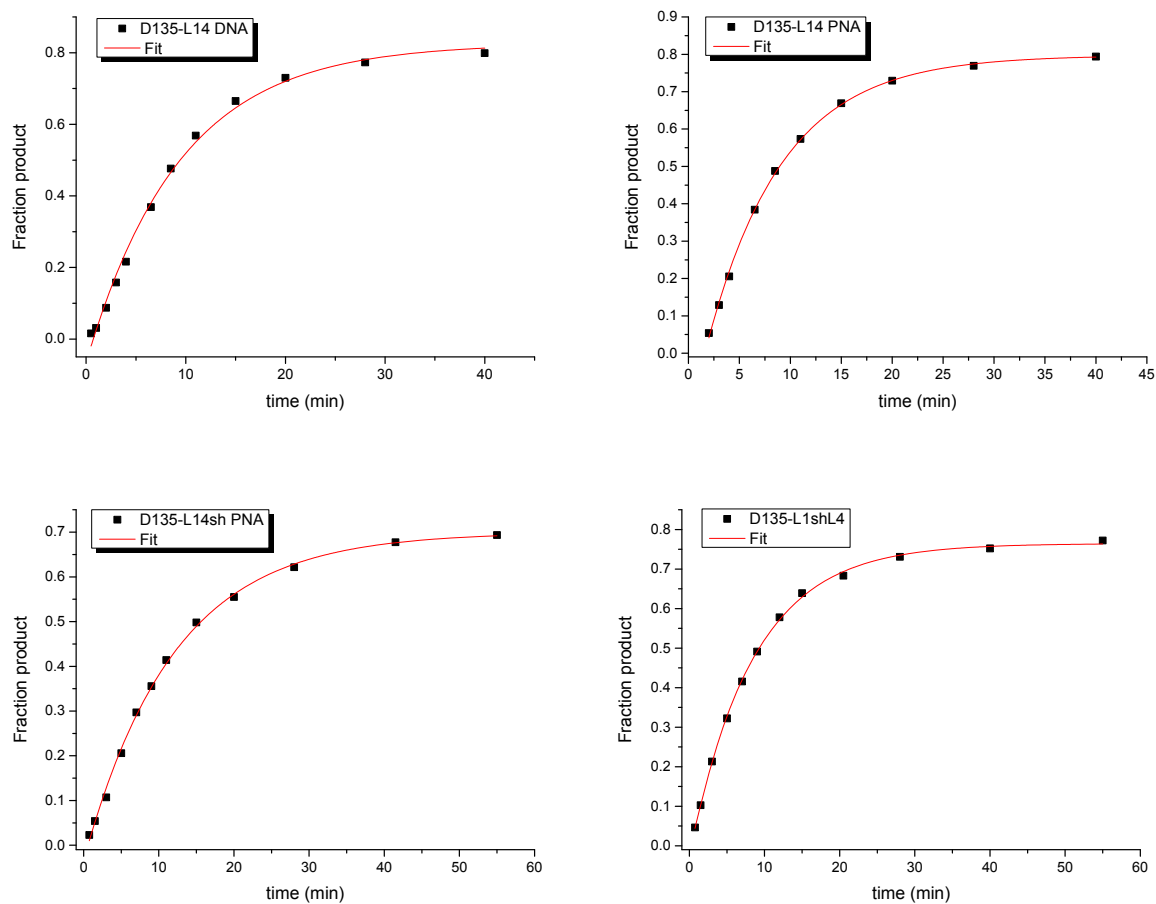 D135-L14 DNA
Fit
0.8
0.4
0.2
0.0
Fraction product
0 10 20 30 40
time (min)
D135-L14 PNA
Fit
0.9
0.8
0.7
0.6
0.5
0.4
0.3
0.2
0.1
0.0
Fraction product
0 5 10 15 20 25 30 35 40 45
time (min)
D135-L14sh PNA
Fit
0.7
0.6
0.5
0.4
0.3
0.2
0.1
0.0
Fraction product
0 10 20 30 40 50 60
time (min)
D135-L1shL4
Fit
0.8
0.7
0.6
0.5
0.4
0.3
0.2
0.1
0.0
Fraction product
0 10 20 30 40 50 60
time (min)